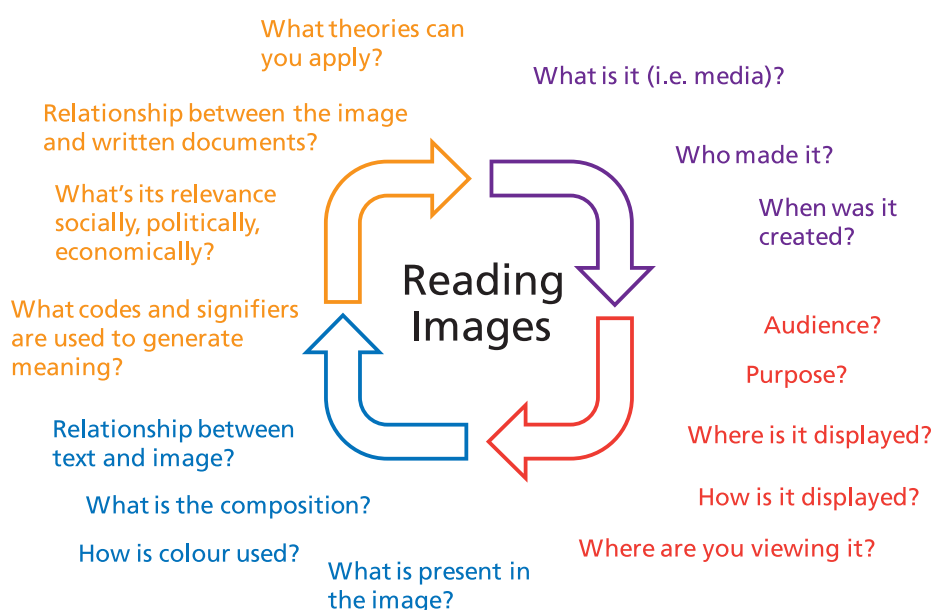 What theories can
you apply?
What is it (i.e. media)?
Relationship between the image
and written documents?
Who made it?
What's its relevance
socially, politically,
economically?
When was it
created?
Reading
Images
What codes and signifiers
are used to generate
meaning?
Audience?
Purpose?
Relationship between
text and image?
Where is it displayed?
What is the composition?
How is it displayed?
How is colour used?
Where are you viewing it?
What is present in
the image?